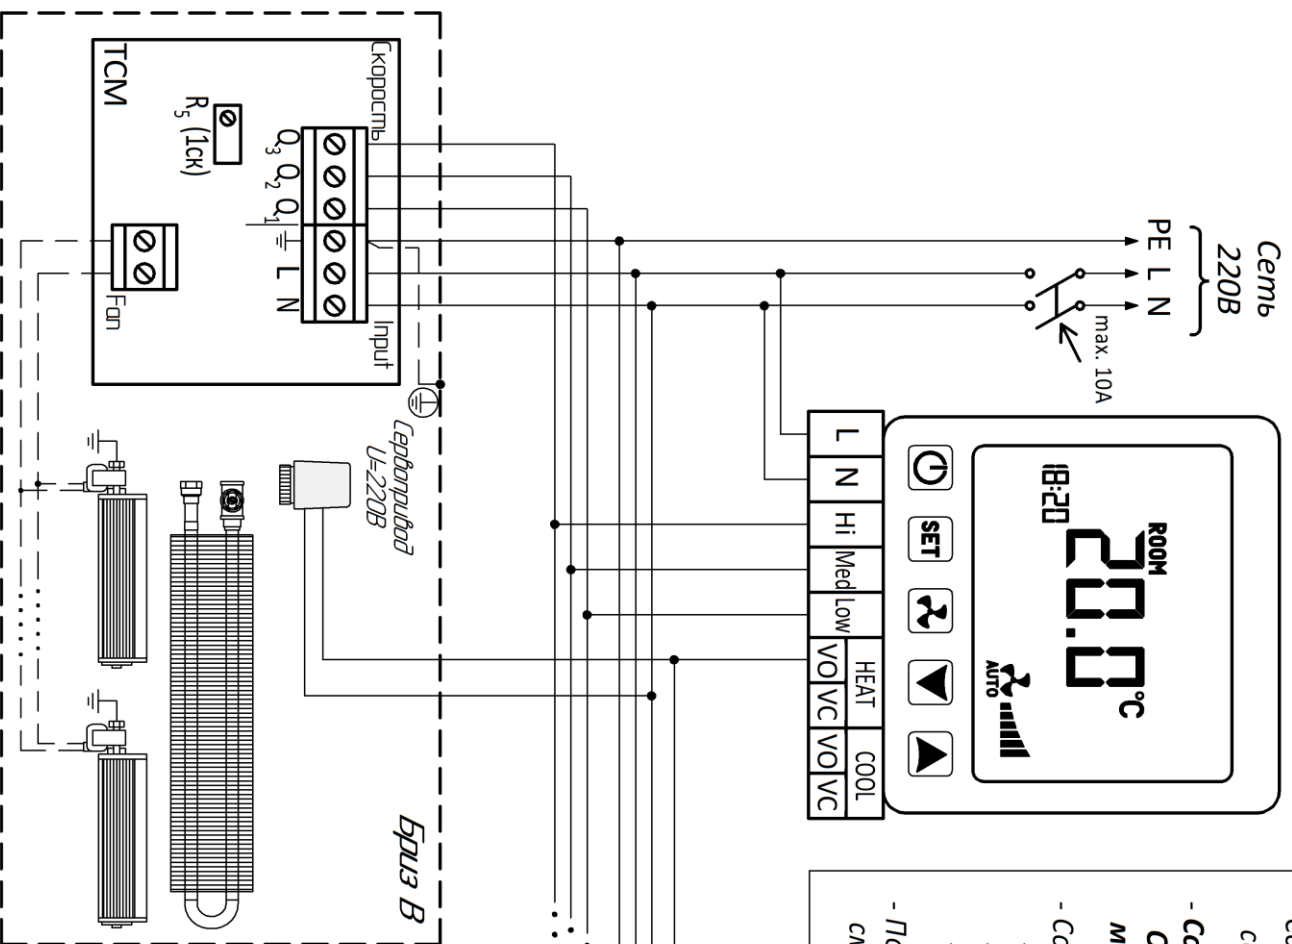 Сеть
220В
PE
L
N
max. 10A
TCM
Скорость
R5 (1ск)
Q3
Q2
Q1
L
N
Input
Fan
Сервопривод
U=220В
Бриз В
L
N
Hi
Med
Low
HEAT
VO
VC
COOL
VO
VC
SET
ROOM
18:20
20.0°C
AUTO